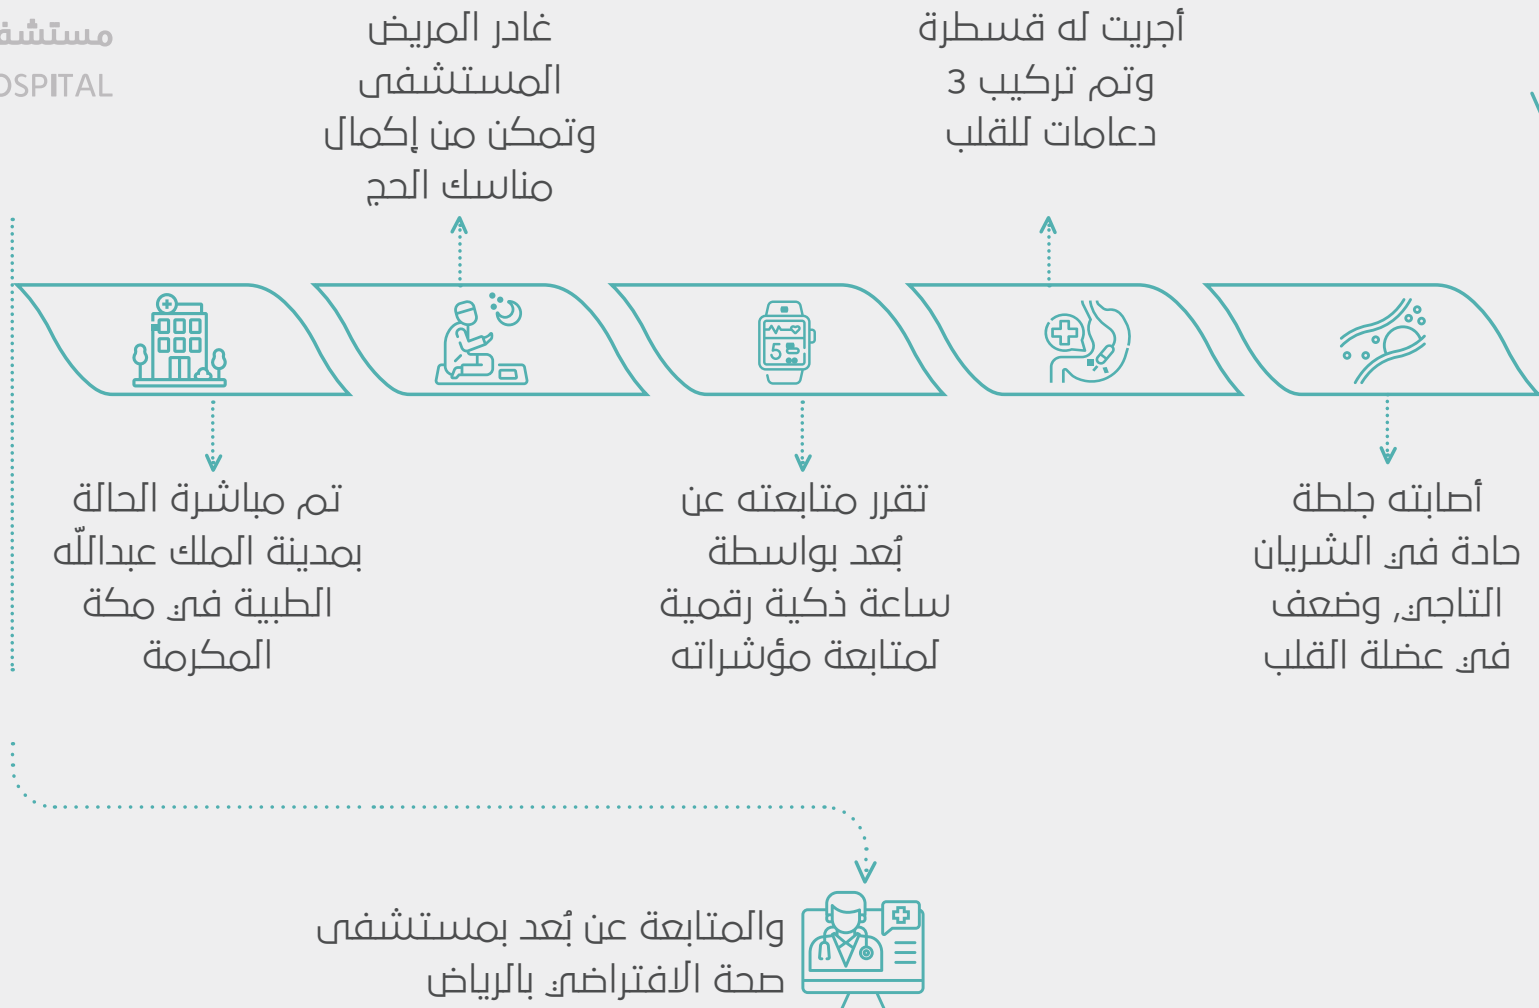 أصابته جلطة
حادة في الشريان
التاجي, وضعف
في عضلة القلب
أجريت له قسطرة
وتم تركيب 3
دعامات للقلب
تقرر متابعته عن
بُعد بواسطة
ساعة ذكية رقمية
لمتابعة مؤشراته
5
غادر المريض
المستشفى
وتمكن من إكمال
مناسك الحج
تم مباشرة الحالة
بمدينة الملك عبداللّه
الطبية في مكة
المكرمة
والمتابعة عن بُعد بمستشفى
صحة الافتراضي بالرياض